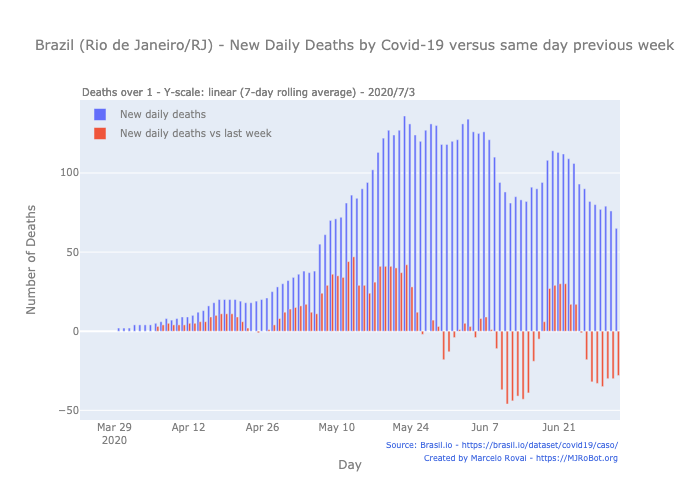 Brazil (Rio de Janeiro/RJ) - New Daily Deaths by Covid-19 versus same day previous week
Deaths over 1 - Y-scale: linear (7-day rolling average) - 2020/7/3
New daily deaths
New daily deaths vs last week
Number of Deaths
100
50
0
−50
Mar 29 Apr 12 Apr 26 May 10 May 24 Jun 7 Jun 21
2020
Source: Brasil.io - https://brasil.io/dataset/covid19/caso/
Created by Marcelo Rovai - https://MJRoBot.org
Day